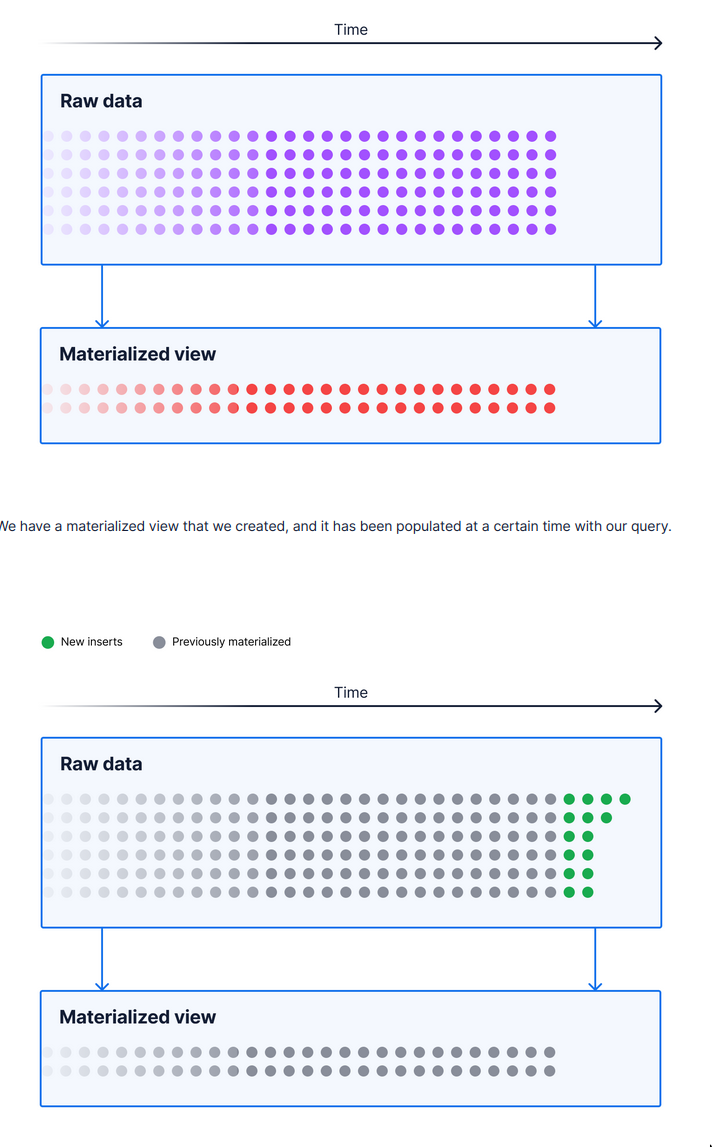 Time
Raw data
Materialized view
We have a materialized view that we created, and it has been populated at a certain time with our query.
New inserts
Previously materialized
Time
Raw data
Materialized view